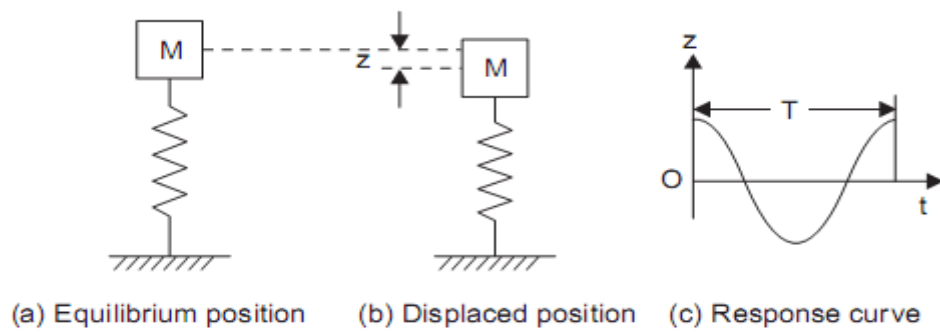 M
z
M
z
T
O
t
(a) Equilibrium position
(b) Displaced position
(c) Response curve